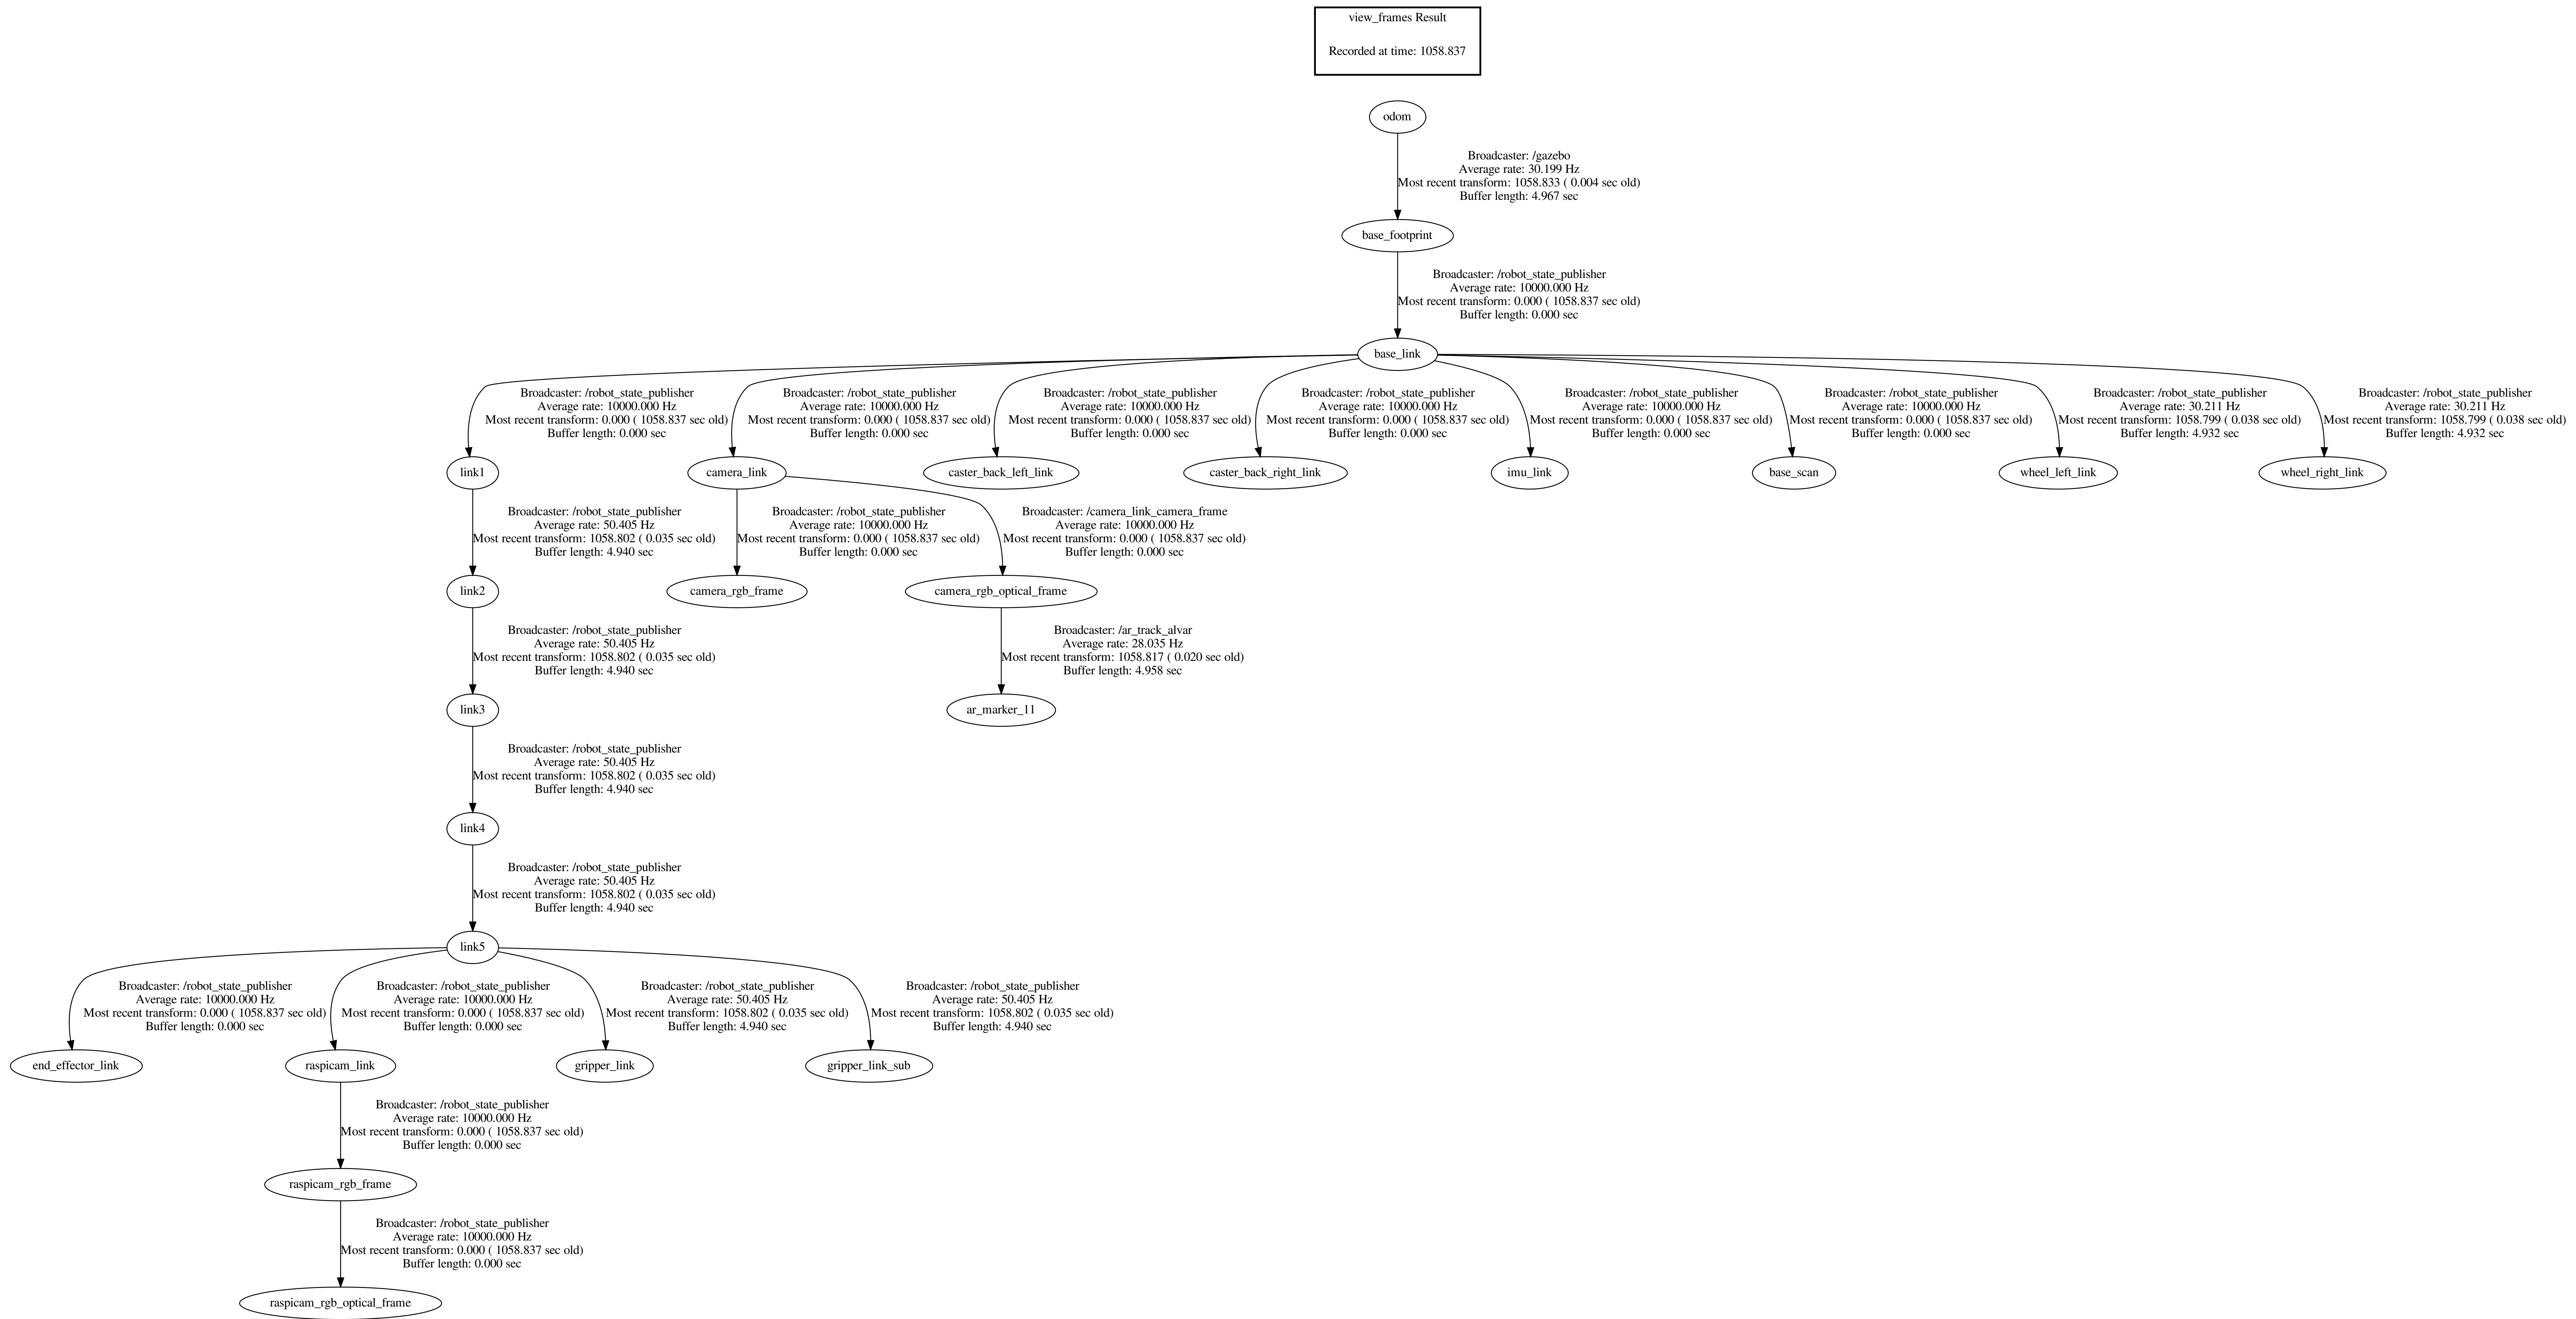 view_frames Result
Recorded at time: 1058.837
odom
Broadcaster: /gazebo
Average rate: 30.199 Hz
Most recent transform: 1058.833 ( 0.004 sec old)
Buffer length: 4.967 sec
base_footprint
Broadcaster: /robot_state_publisher
Average rate: 10000.000 Hz
Most recent transform: 0.000 ( 1058.837 sec old)
Buffer length: 0.000 sec
base_link
Broadcaster: /robot_state_publisher
Average rate: 10000.000 Hz
Most recent transform: 0.000 ( 1058.837 sec old)
Buffer length: 0.000 sec
Broadcaster: /robot_state_publisher
Average rate: 10000.000 Hz
Most recent transform: 0.000 ( 1058.837 sec old)
Buffer length: 0.000 sec
Broadcaster: /robot_state_publisher
Average rate: 10000.000 Hz
Most recent transform: 0.000 ( 1058.837 sec old)
Buffer length: 0.000 sec
Broadcaster: /robot_state_publisher
Average rate: 10000.000 Hz
Most recent transform: 0.000 ( 1058.837 sec old)
Buffer length: 0.000 sec
Broadcaster: /robot_state_publisher
Average rate: 10000.000 Hz
Most recent transform: 0.000 ( 1058.837 sec old)
Buffer length: 0.000 sec
Broadcaster: /robot_state_publisher
Average rate: 10000.000 Hz
Most recent transform: 0.000 ( 1058.837 sec old)
Buffer length: 0.000 sec
Broadcaster: /robot_state_publisher
Average rate: 30.211 Hz
Most recent transform: 1058.799 ( 0.038 sec old)
Buffer length: 4.932 sec
Broadcaster: /robot_state_publisher
Average rate: 30.211 Hz
Most recent transform: 1058.799 ( 0.038 sec old)
Buffer length: 4.932 sec
link1
camera_link
caster_back_left_link
caster_back_right_link
imu_link
base_scan
wheel_left_link
wheel_right_link
Broadcaster: /robot_state_publisher
Average rate: 50.405 Hz
Most recent transform: 1058.802 ( 0.035 sec old)
Buffer length: 4.940 sec
Broadcaster: /robot_state_publisher
Average rate: 10000.000 Hz
Most recent transform: 0.000 ( 1058.837 sec old)
Buffer length: 0.000 sec
Broadcaster: /camera_link_camera_frame
Average rate: 10000.000 Hz
Most recent transform: 0.000 ( 1058.837 sec old)
Buffer length: 0.000 sec
link2
camera_rgb_frame
camera_rgb_optical_frame
Broadcaster: /robot_state_publisher
Average rate: 50.405 Hz
Most recent transform: 1058.802 ( 0.035 sec old)
Buffer length: 4.940 sec
Broadcaster: /ar_track_alvar
Average rate: 28.035 Hz
Most recent transform: 1058.817 ( 0.020 sec old)
Buffer length: 4.958 sec
link3
ar_marker_11
Broadcaster: /robot_state_publisher
Average rate: 50.405 Hz
Most recent transform: 1058.802 ( 0.035 sec old)
Buffer length: 4.940 sec
link4
Broadcaster: /robot_state_publisher
Average rate: 50.405 Hz
Most recent transform: 1058.802 ( 0.035 sec old)
Buffer length: 4.940 sec
link5
Broadcaster: /robot_state_publisher
Average rate: 10000.000 Hz
Most recent transform: 0.000 ( 1058.837 sec old)
Buffer length: 0.000 sec
Broadcaster: /robot_state_publisher
Average rate: 10000.000 Hz
Most recent transform: 0.000 ( 1058.837 sec old)
Buffer length: 0.000 sec
Broadcaster: /robot_state_publisher
Average rate: 50.405 Hz
Most recent transform: 1058.802 ( 0.035 sec old)
Buffer length: 4.940 sec
Broadcaster: /robot_state_publisher
Average rate: 50.405 Hz
Most recent transform: 1058.802 ( 0.035 sec old)
Buffer length: 4.940 sec
end_effector_link
raspicam_link
gripper_link
gripper_link_sub
Broadcaster: /robot_state_publisher
Average rate: 10000.000 Hz
Most recent transform: 0.000 ( 1058.837 sec old)
Buffer length: 0.000 sec
raspicam_rgb_frame
Broadcaster: /robot_state_publisher
Average rate: 10000.000 Hz
Most recent transform: 0.000 ( 1058.837 sec old)
Buffer length: 0.000 sec
raspicam_rgb_optical_frame